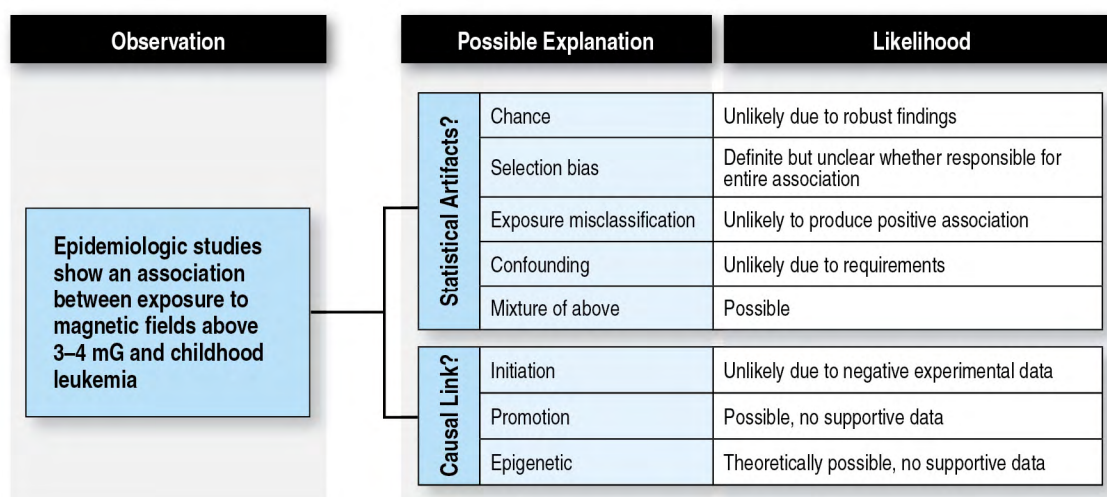 Observation
Possible Explanation
Likelihood
Epidemiologic studies
show an association
between exposure to
magnetic fields above
3–4 mG and childhood
leukemia
Statistical Artifacts?
Chance
Unlikely due to robust findings
Selection bias
Definite but unclear whether responsible for
entire association
Exposure misclassification
Unlikely to produce positive association
Confounding
Unlikely due to requirements
Mixture of above
Possible
Causal Link?
Initiation
Unlikely due to negative experimental data
Promotion
Possible, no supportive data
Epigenetic
Theoretically possible, no supportive data